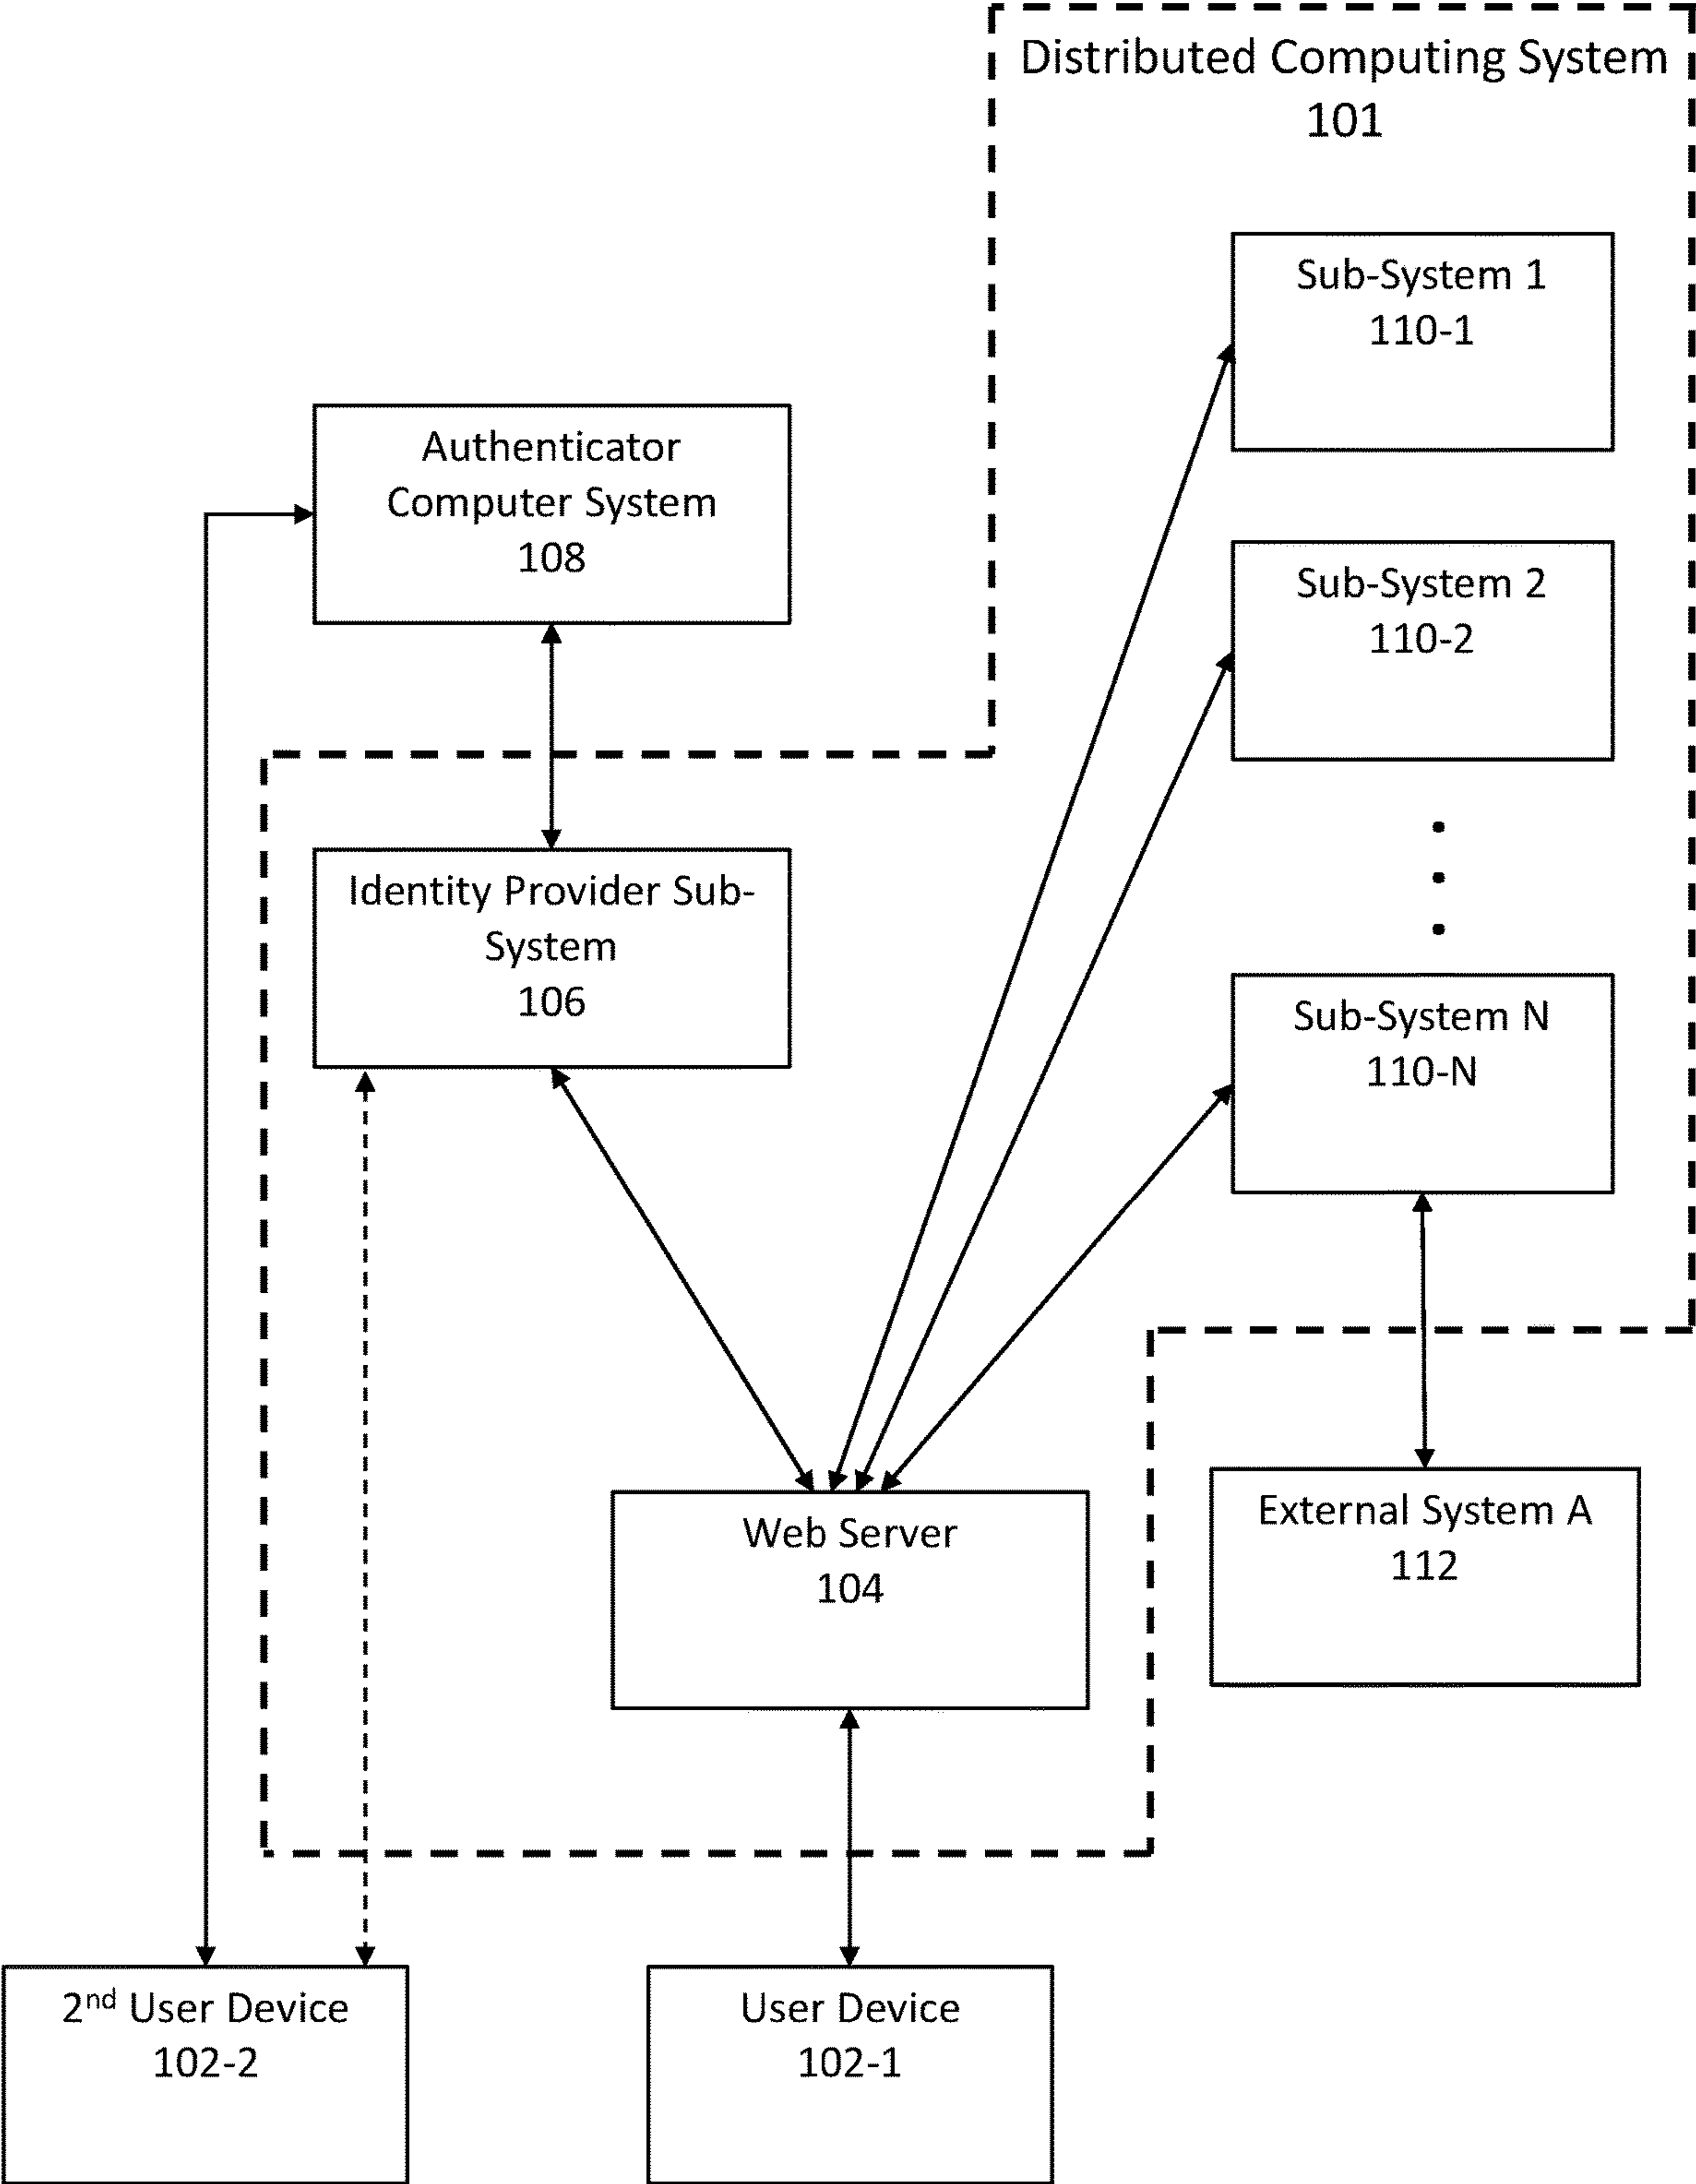 Distributed Computing System
101
Sub-System 1
110-1
Authenticator
Computer System
108
Sub-System 2
110-2
Identity Provider Sub-
System
106
Sub-System N
110-N
Web Server
104
External System A
112
2nd User Device
102-2
User Device
102-1